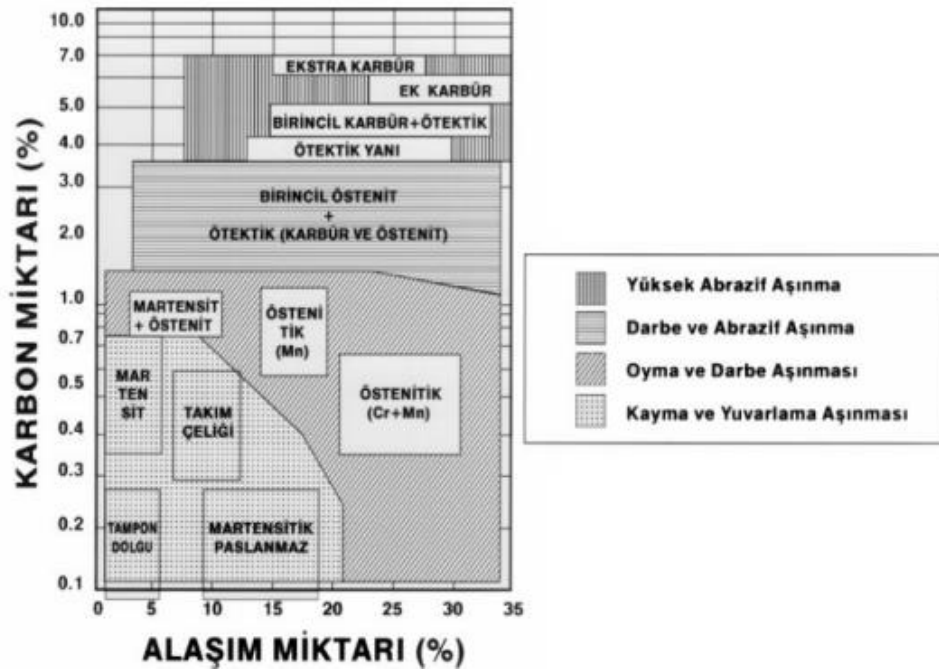 KARBON MİKTARI (%)
10.0
7.0
5.0
4.0
3.0
2.0
1.0
0.7
0.5
0.4
0.3
0.2
0.1
EKSTRA KARBÜR
EK KARBÜR
BİRİNCİL KARBÜR+ÖTEKTİK
ÖTEKTİK YANI
BİRİNCİL ÖSTENİT
+
ÖTEKTİK (KARBÜR VE ÖSTENİT)
MARTENSİT
+ ÖSTENİT
ÖSTENİ
TİK
(Mn)
MAR
TEN
SİT
TAKIM
ÇELİĞİ
ÖSTENİTİK
(Cr+Mn)
TAMPON
DOLGU
MARTENSİTİK
PASLANMAZ
0 5 10 15 20 25 30 35
ALAŞIM MİKTARI (%)
Yüksek Abrazif Aşınma
Darbe ve Abrazif Aşınma
Oyma ve Darbe Aşınması
Kayma ve Yuvarlama Aşınması